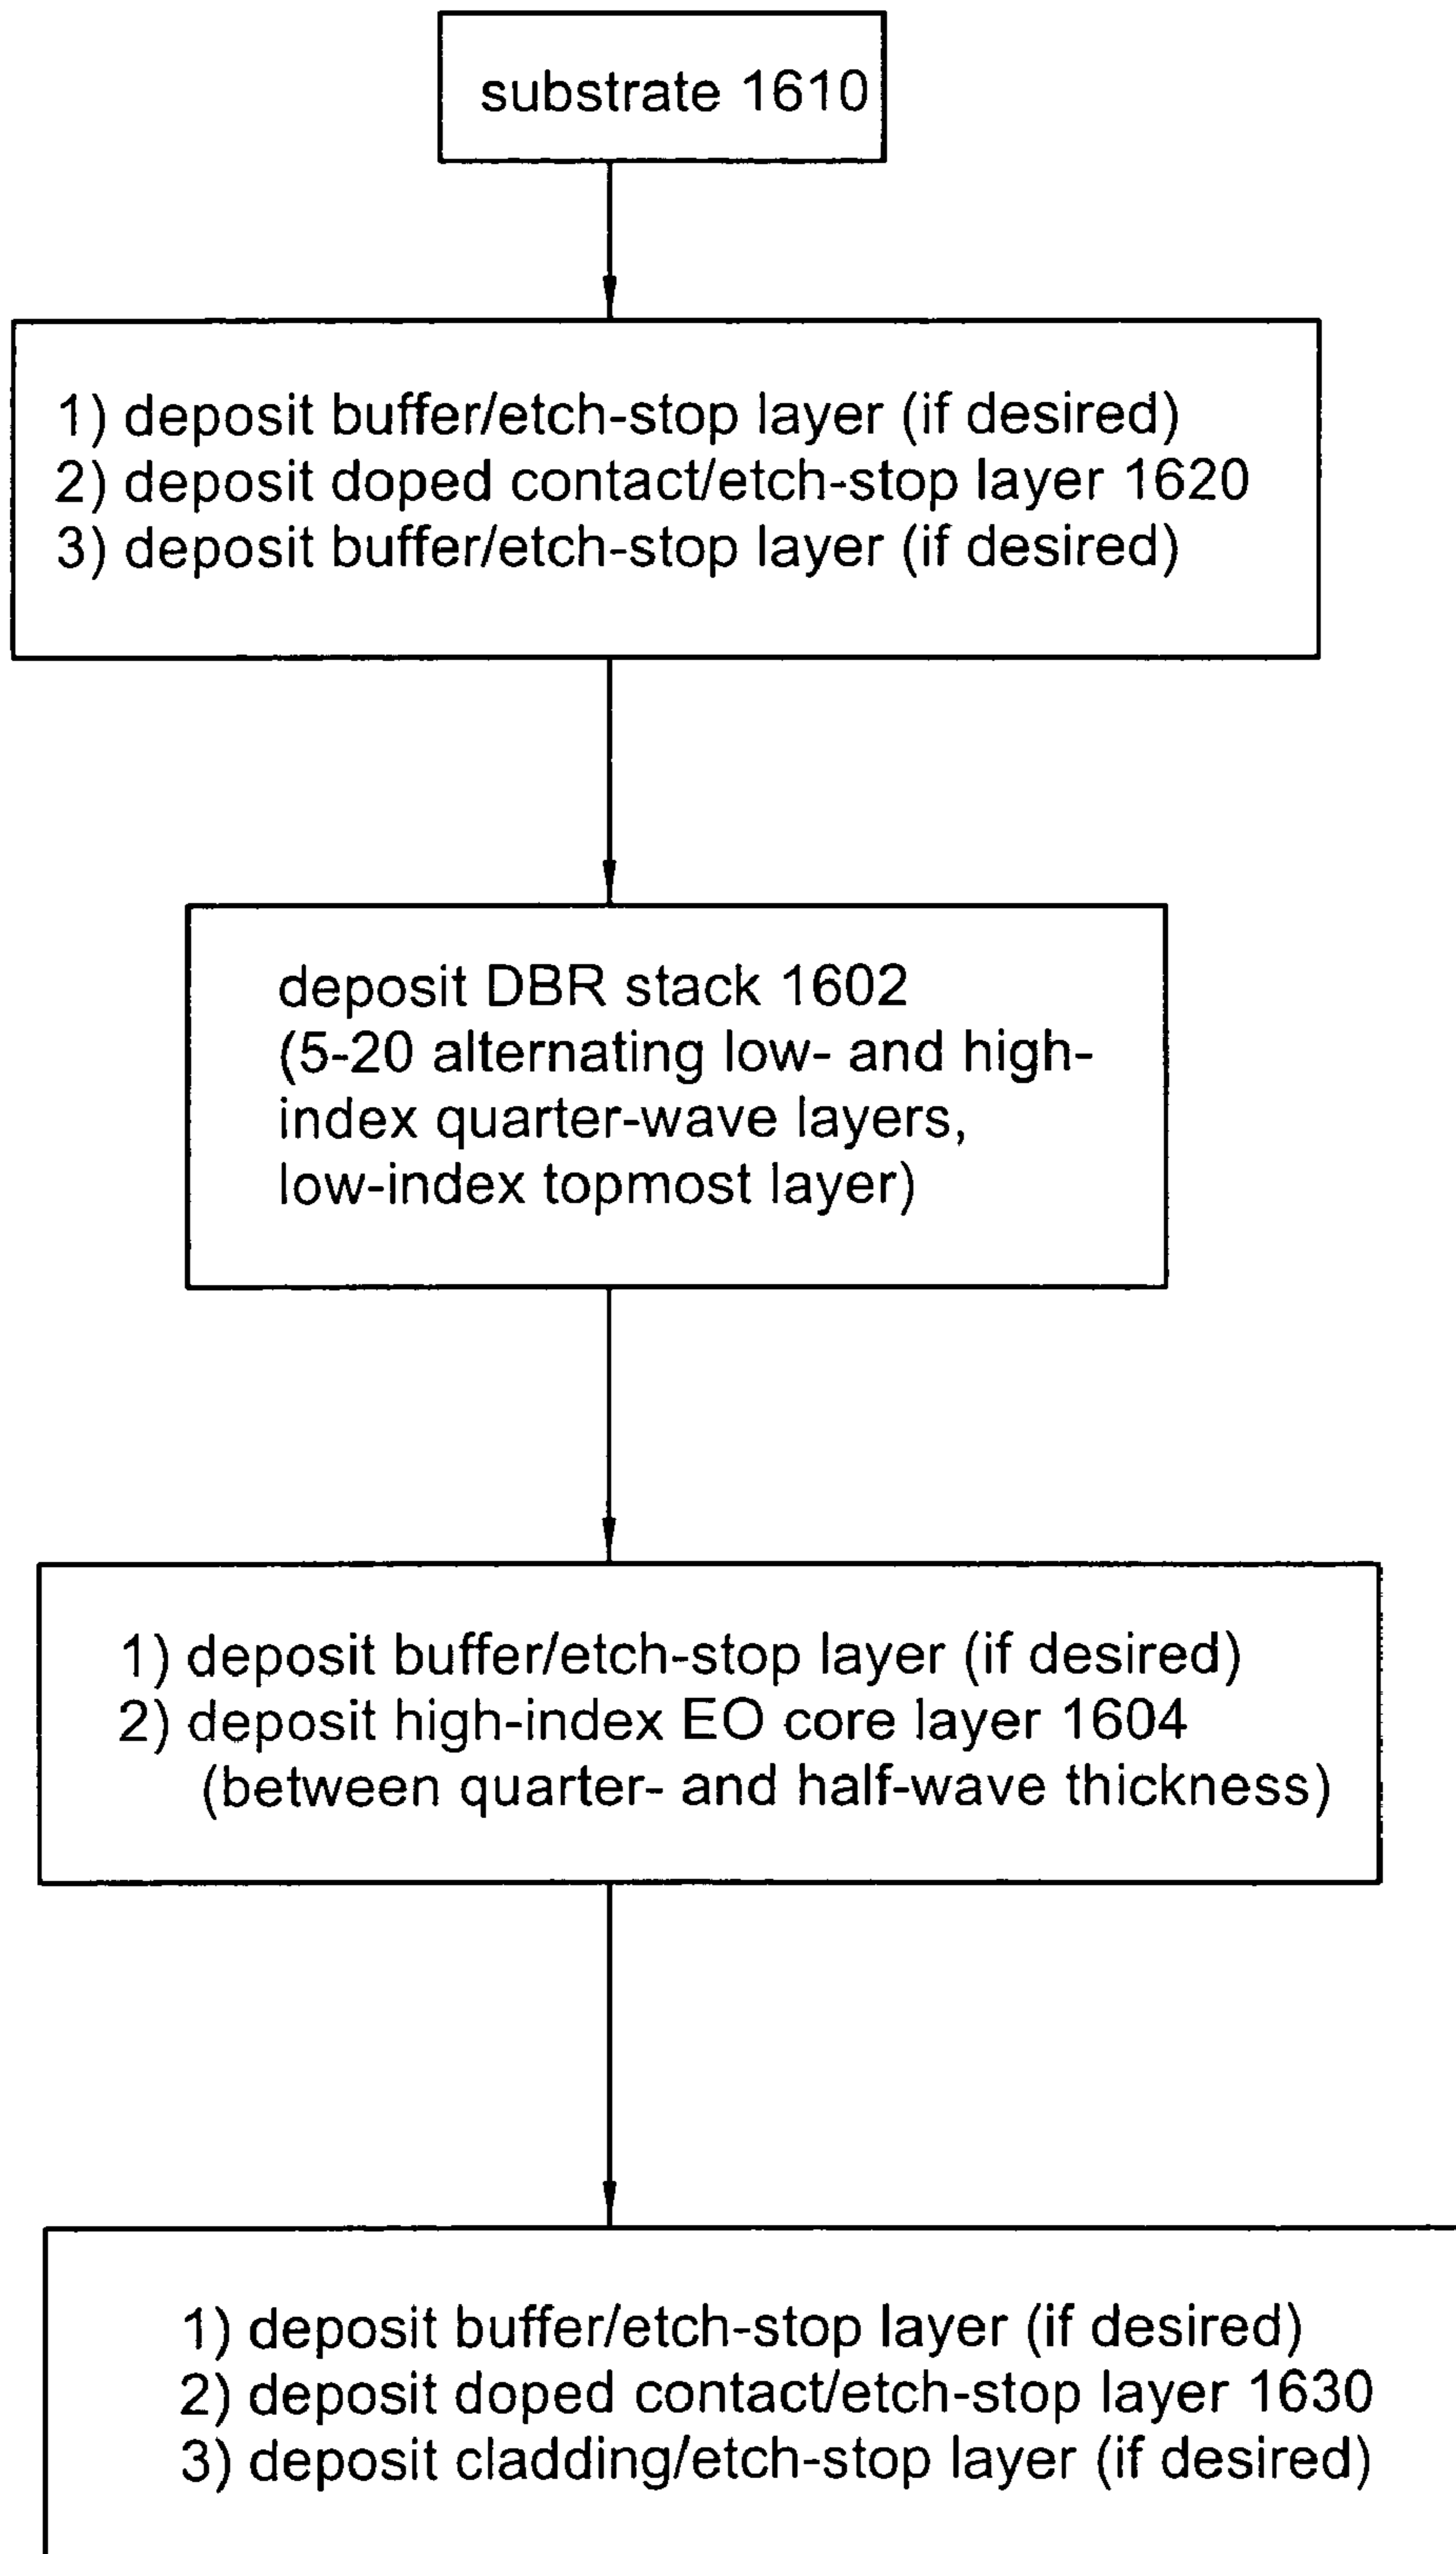 substrate 1610
1) deposit buffer/etch-stop layer (if desired)
2) deposit doped contact/etch-stop layer 1620
3) deposit buffer/etch-stop layer (if desired)
deposit DBR stack 1602
(5-20 alternating low- and high-
index quarter-wave layers,
low-index topmost layer)
1) deposit buffer/etch-stop layer (if desired)
2) deposit high-index EO core layer 1604
(between quarter- and half-wave thickness)
1) deposit buffer/etch-stop layer (if desired)
2) deposit doped contact/etch-stop layer 1630
3) deposit cladding/etch-stop layer (if desired)